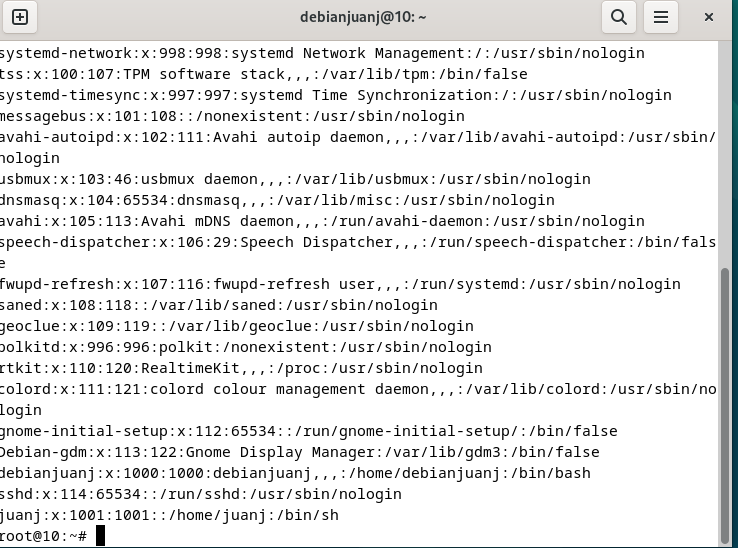 debianjuanj@10: ~
systemd-network:x:998:998:systemd Network Management:/:/usr/sbin/nologin
tss:x:100:107:TPM software stack,,,:/var/lib/tpm:/bin/false
systemd-timesync:x:997:997:systemd Time Synchronization:/:/usr/sbin/nologin
messagebus:x:101:108::/nonexistent:/usr/sbin/nologin
avahi-autoipd:x:102:111:Avahi autoip daemon,,,:/var/lib/avahi-autoipd:/usr/sbin/
nologin
usbmux:x:103:46:usbmux daemon,,,:/var/lib/usbmux:/usr/sbin/nologin
dnsmasq:x:104:65534:dnsmasq,,,:/var/lib/misc:/usr/sbin/nologin
avahi:x:105:113:Avahi mDNS daemon,,,:/run/avahi-daemon:/usr/sbin/nologin
speech-dispatcher:x:106:29:Speech Dispatcher,,,:/run/speech-dispatcher:/bin/fals
e
fwupd-refresh:x:107:116:fwupd-refresh user,,,:/run/systemd:/usr/sbin/nologin
saned:x:108:118::/var/lib/saned:/usr/sbin/nologin
geoclue:x:109:119::/var/lib/geoclue:/usr/sbin/nologin
polkitd:x:996:996:polkit:/nonexistent:/usr/sbin/nologin
rtkit:x:110:120:RealtimeKit,,,:/proc:/usr/sbin/nologin
colord:x:111:121:colord colour management daemon,,,:/var/lib/colord:/usr/sbin/no
login
gnome-initial-setup:x:112:65534::/run/gnome-initial-setup/:/bin/false
Debian-gdm:x:113:122:Gnome Display Manager:/var/lib/gdm3:/bin/false
debianjuanj:x:1000:1000:debianjuanj,,,:/home/debianjuanj:/bin/bash
sshd:x:114:65534::/run/sshd:/usr/sbin/nologin
juanj:x:1001:1001::/home/juanj:/bin/sh
root@10:~#